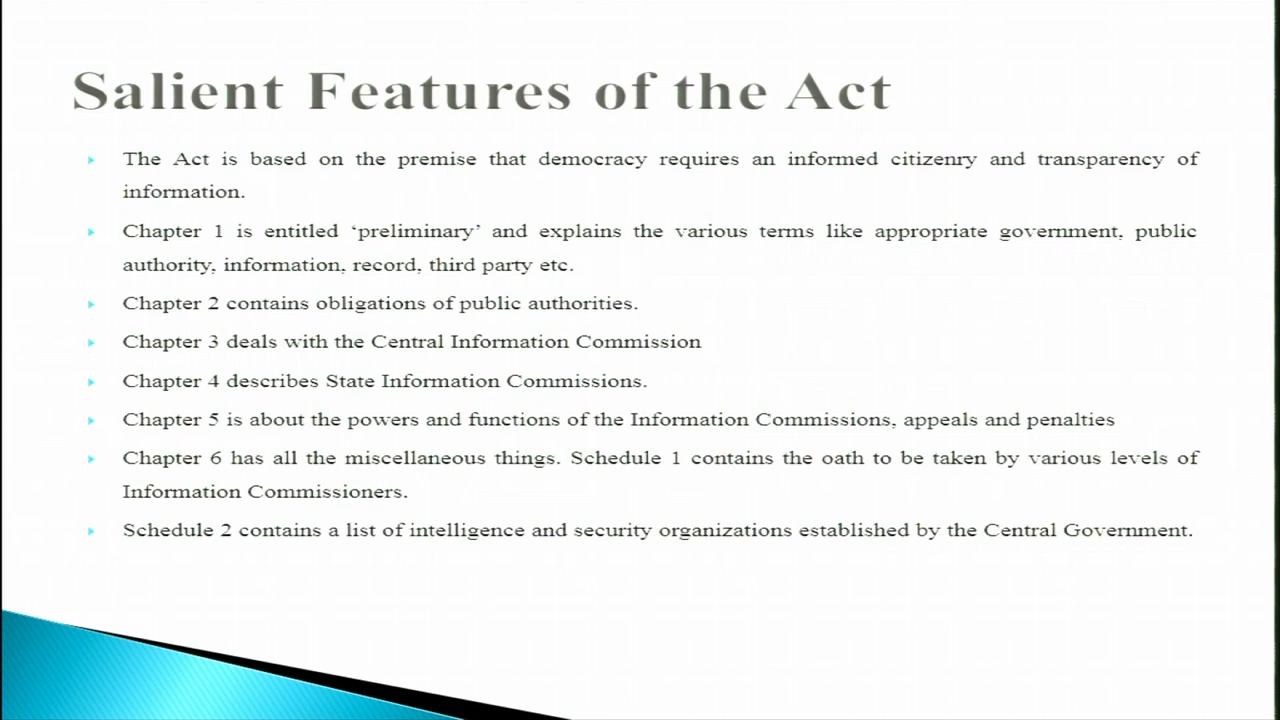 Salient Features of the Act
The Act is based on the premise that democracy requires an informed citizenry and transparency of
information.
Chapter 1 is entitled ‘preliminary’ and explains the various terms like appropriate government, public
authority, information, record, third party etc.
Chapter 2 contains obligations of public authorities.
Chapter 3 deals with the Central Information Commission
Chapter 4 describes State Information Commissions.
Chapter 5 is about the powers and functions of the Information Commissions, appeals and penalties
Chapter 6 has all the miscellaneous things. Schedule 1 contains the oath to be taken by various levels of
Information Commissioners.
Schedule 2 contains a list of intelligence and security organizations established by the Central Government.